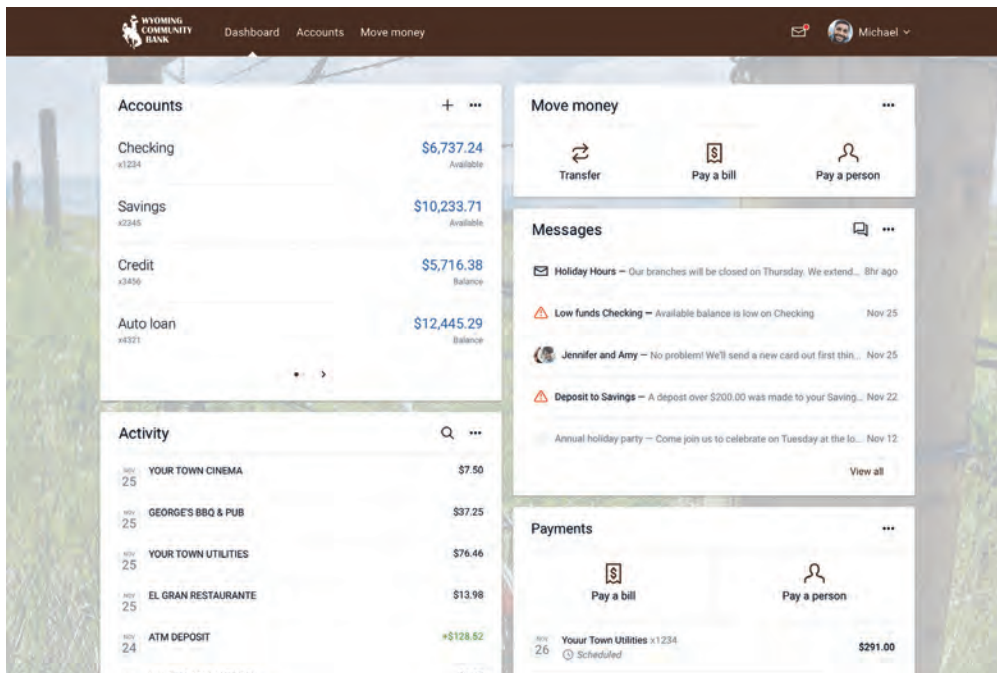 WYOMING
COMMUNITY
BANK
Dashboard Accounts Move money
Michael
Accounts
Checking $6,737.24
x1234 Available
Savings $10,233.71
x2345 Available
Credit $5,716.38
x3456 Balance
Auto loan $12,445.29
x4321 Balance
Activity
NOV 25 YOUR TOWN CINEMA $7.50
NOV 25 GEORGE'S BBQ & PUB $37.25
NOV 25 YOUR TOWN UTILITIES $76.46
NOV 25 EL GRAN RESTAURANTE $13.98
NOV 24 ATM DEPOSIT +$128.52
Move money
Transfer Pay a bill Pay a person
Messages
Holiday Hours — Our branches will be closed on Thursday. We extend... 8hr ago
Low funds Checking — Available balance is low on Checking Nov 25
Jennifer and Amy — No problem! We'll send a new card out first thin... Nov 25
Deposit to Savings — A depost over $200.00 was made to your Saving... Nov 22
Annual holiday party — Come join us to celebrate on Tuesday at the lo... Nov 12
View all
Payments
Pay a bill Pay a person
NOV 26 Youur Town Utilities x1234 $291.00
Scheduled